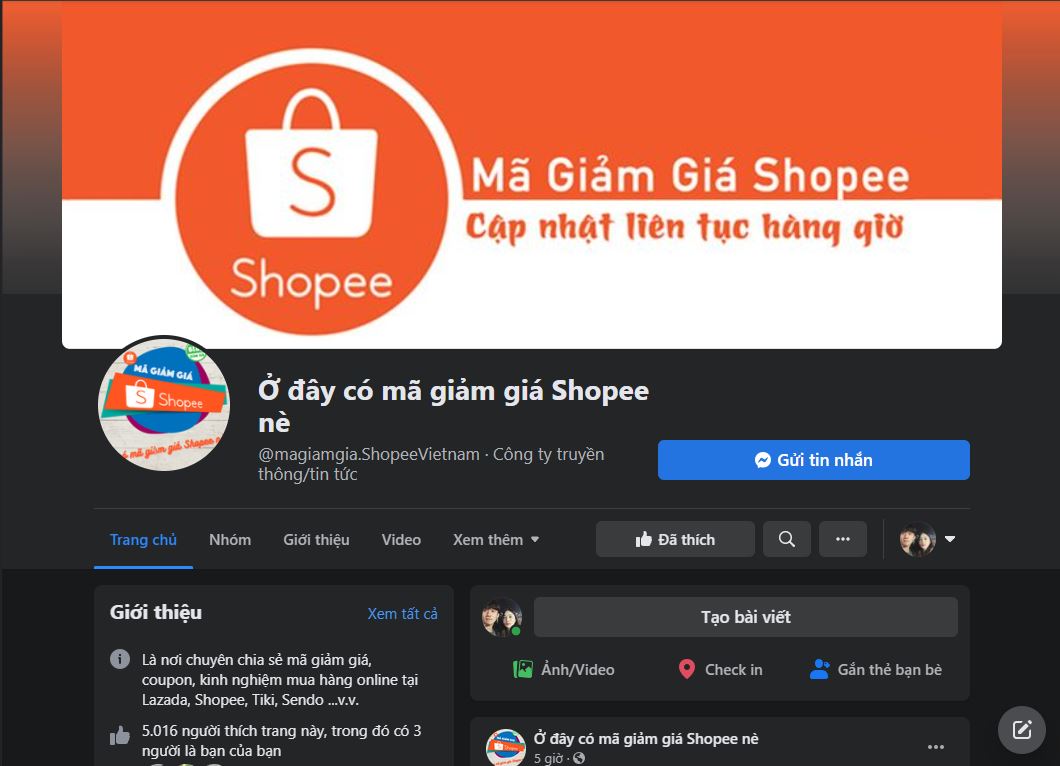 S
Shopee
Mã Giảm Giá Shopee
Cập nhật liên tục hàng giờ
MÃ GIẢM GIÁ
S Shopee
mã giảm giá Shopee
Ở đây có mã giảm giá Shopee
nè
@magiamgia.ShopeeVietnam · Công ty truyền
thông/tin tức
Gửi tin nhắn
Trang chủ
Nhóm
Giới thiệu
Video
Xem thêm
Đã thích
Giới thiệu
Xem tất cả
Là nơi chuyên chia sẻ mã giảm giá,
coupon, kinh nghiệm mua hàng online tại
Lazada, Shopee, Tiki, Sendo ...v.v.
5.016 người thích trang này, trong đó có 3
người là bạn của bạn
Tạo bài viết
Ảnh/Video
Check in
Gắn thẻ bạn bè
Ở đây có mã giảm giá Shopee nè
5 giờ ·